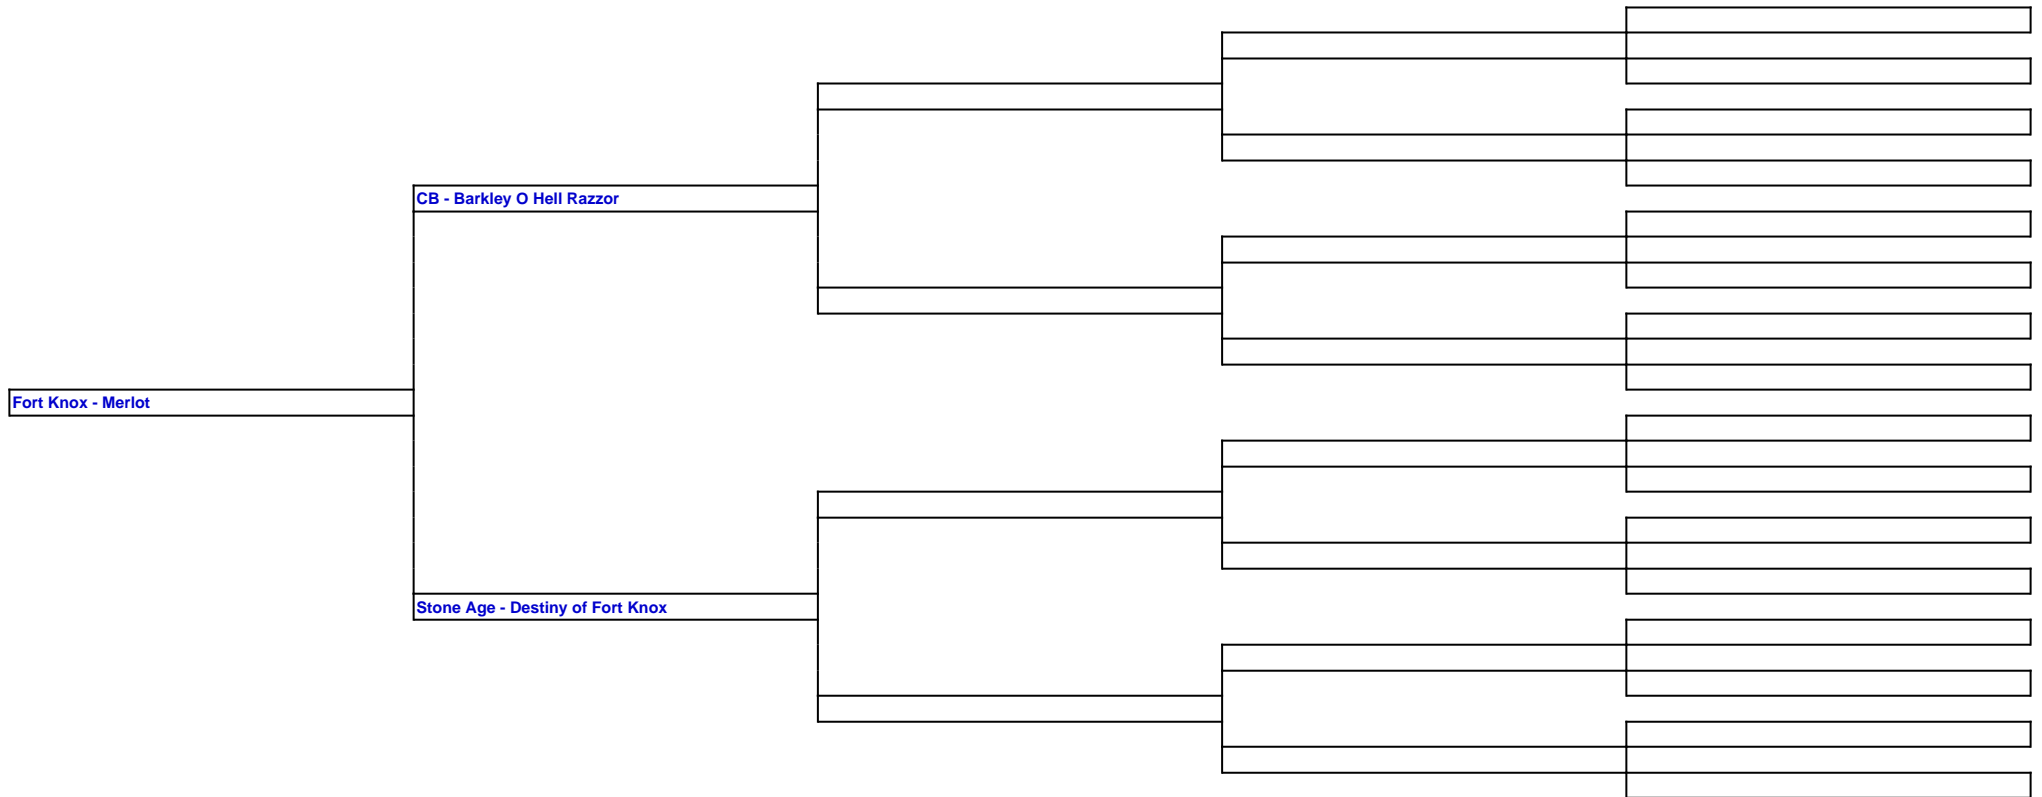 CB - Barkley O Hell Razzor
Fort Knox - Merlot
Stone Age - Destiny of Fort Knox